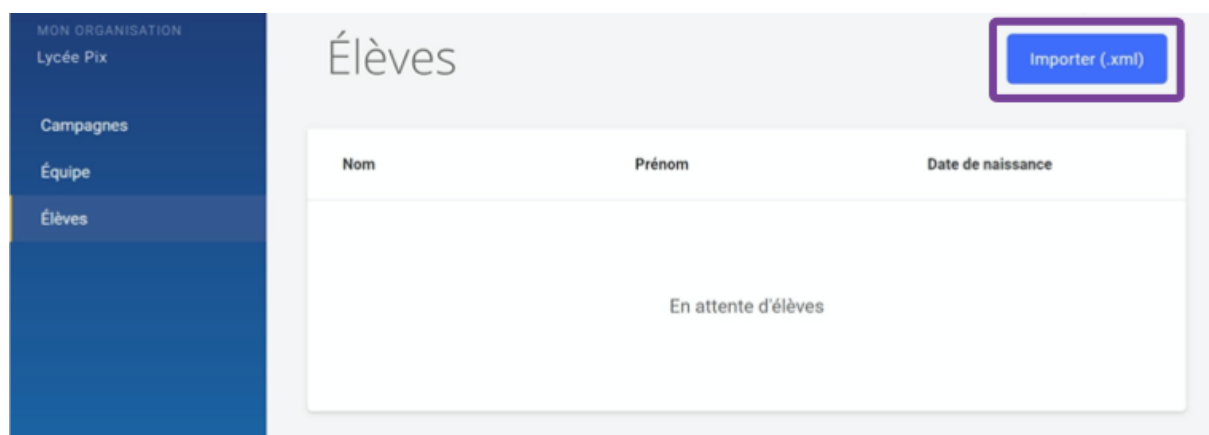 MON ORGANISATION
Lycée Pix
Campagnes
Équipe
Élèves
Élèves
Importer (.xml)
Nom Prénom Date de naissance
En attente d'élèves